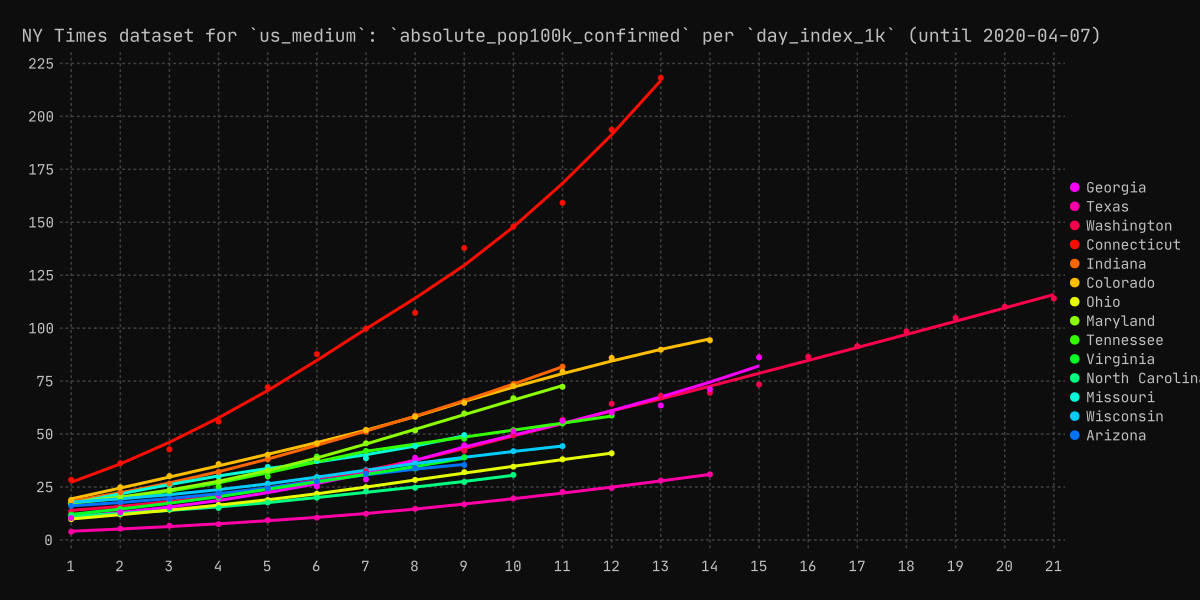 NY Times dataset for `us_medium`: `absolute_pop100k_confirmed` per `day_index_1k` (until 2020-04-07)
225
200
175
150
125
100
75
50
25
0
1 2 3 4 5 6 7 8 9 10 11 12 13 14 15 16 17 18 19 20 21
Georgia
Texas
Washington
Connecticut
Indiana
Colorado
Ohio
Maryland
Tennessee
Virginia
North Carolina
Missouri
Wisconsin
Arizona